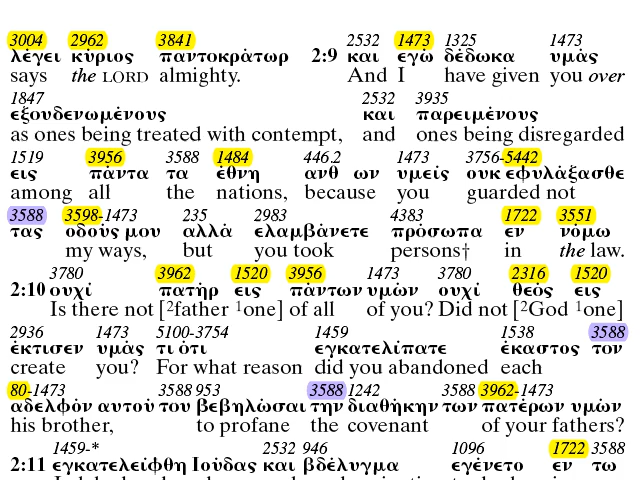 3004 2962 3841 2532 1473 1325 1473
λέγει κύριος παντοκράτωρ 2:9 και εγώ δέδωκα υμάς
says the LORD almighty. And I have given you over
1847 2532 3935
εξουδενωμένους και παρειμένους
as ones being treated with contempt, and ones being disregarded
1519 3956 3588 1484 446.2 1473 3756-5442
εις πάντα τα έθνη ανθ ων υμείς ουκ εφυλάξασθε
among all the nations, because you guarded not
3588 3598-1473 235 2983 4383 1722 3551
τας οδούς μου αλλά ελαμβάνετε πρόσωπα εν νόμω
my ways, but you took persons† in the law.
3780 3962 1520 3956 1473 3780 2316 1520
2:10 ουχί πατήρ εις πάντων υμών ουχί θεός εις
Is there not [²father ¹one] of all of you? Did not [²God ¹one]
2936 1473 5100-3754 1459 1538 3588
έκτισεν υμάς τι ότι εγκατελίπατε έκαστος τον
create you? For what reason did you abandoned each
80-1473 3588 953 3588 1242 3588 3962-1473
αδελφόν αυτού του βεβηλώσαι την διαθήκην των πατέρων υμών
his brother, to profane the covenant of your fathers?
1459-* 2532 946 1096 1722 3588
2:11 εγκατελείφθη Ιούδας και βδέλυγμα εγένετο εν τω